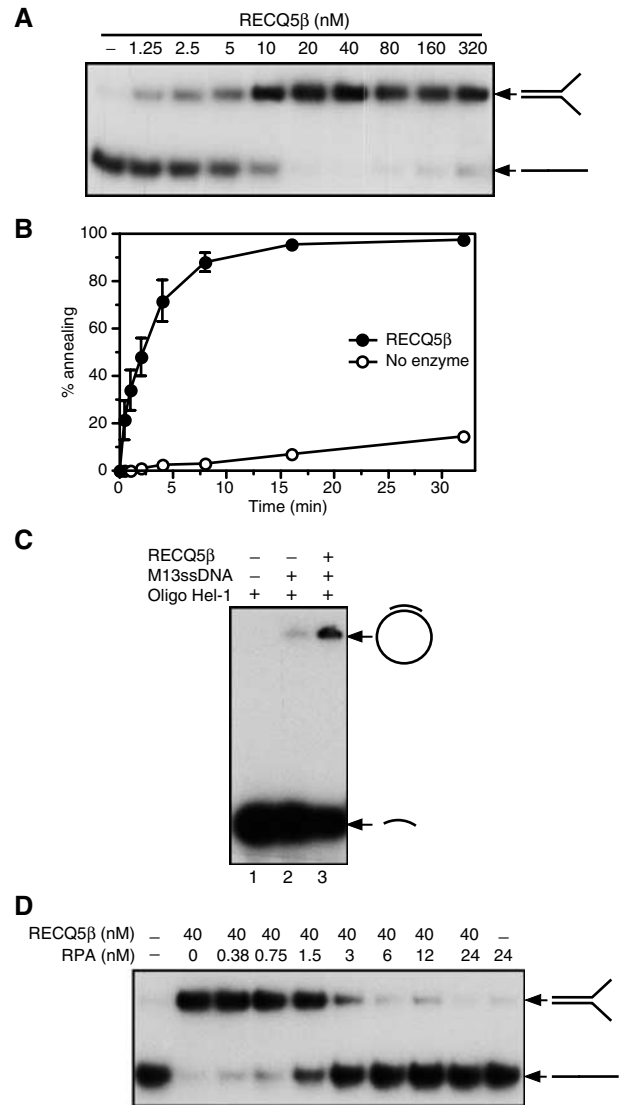 A
RECQ5β (nM)
– 1.25 2.5 5 10 20 40 80 160 320
B
100
80
60
40
20
0
% annealing
RECQ5β
No enzyme
0 5 10 15 20 25 30
Time (min)
C
RECQ5β – – +
M13ssDNA – + +
Oligo Hel-1 + + +
1 2 3
D
RECQ5β (nM) – 40 40 40 40 40 40 40 40 –
RPA (nM) – 0 0.38 0.75 1.5 3 6 12 24 24